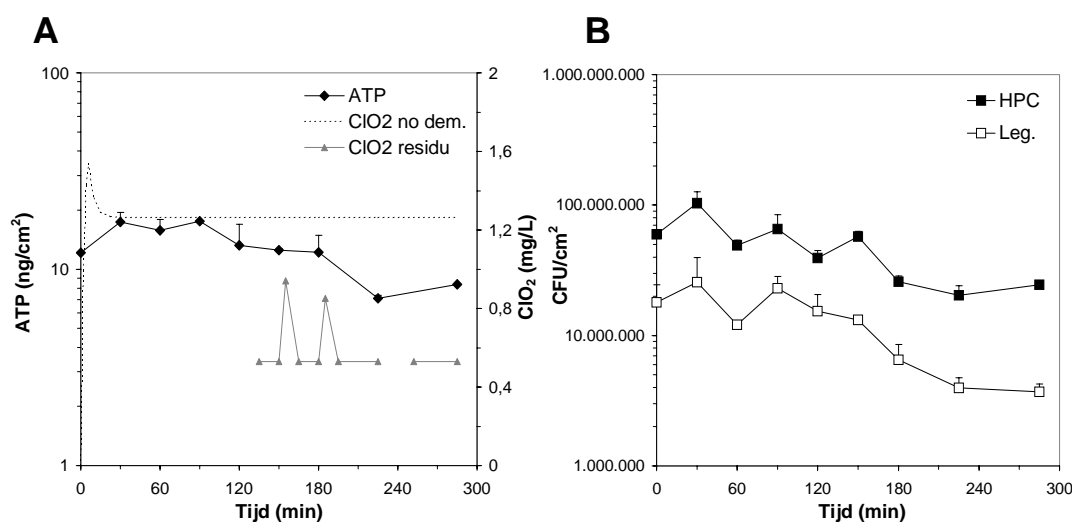 A
100
10
1
ATP (ng/cm²)
2
1,6
1,2
0,8
0,4
0
ClO₂ (mg/L)
ATP
ClO2 no dem.
ClO2 residu
0 60 120 180 240 300
Tijd (min)
B
1.000.000.000
100.000.000
10.000.000
1.000.000
CFU/cm²
HPC
Leg.
0 60 120 180 240 300
Tijd (min)